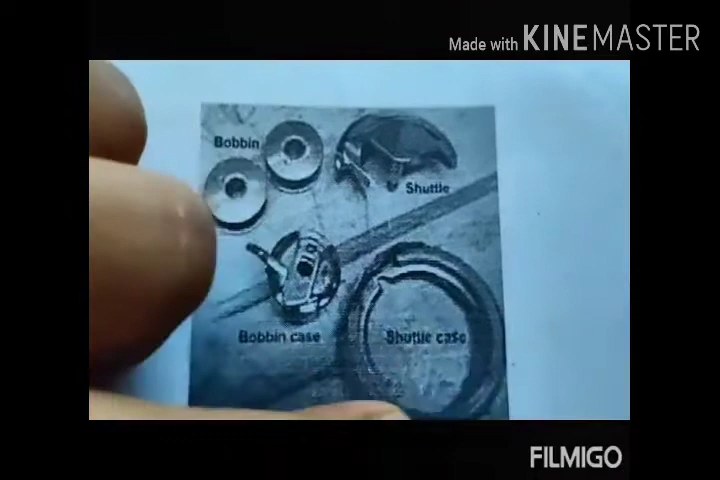 Made with KINEMASTER
Bobbin
Shuttle
Bobbin case
Shuttle case
FILMIGO